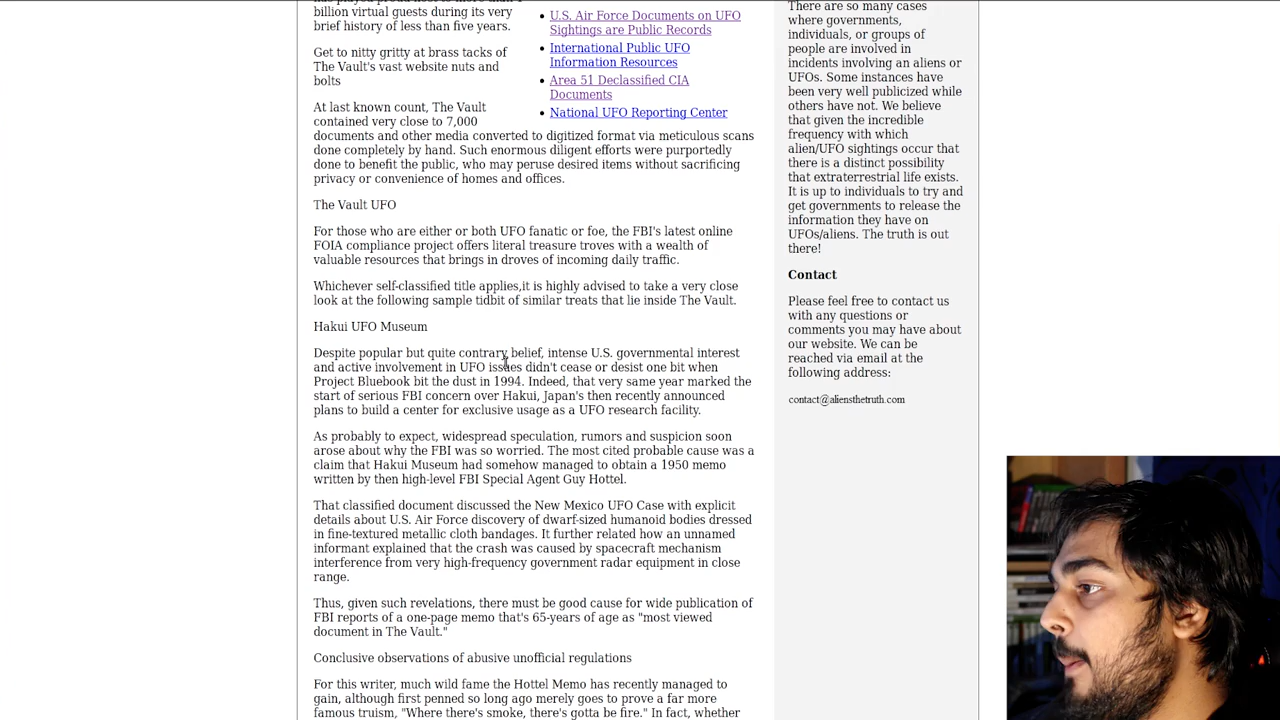 billion virtual guests during its very
brief history of less than five years.
Get to nitty gritty at brass tacks of
The Vault's vast website nuts and
bolts
At last known count, The Vault
contained very close to 7,000
documents and other media converted to digitized format via meticulous scans
done completely by hand. Such enormous diligent efforts were purportedly
done to benefit the public, who may peruse desired items without sacrificing
privacy or convenience of homes and offices.
The Vault UFO
For those who are either or both UFO fanatic or foe, the FBI's latest online
FOIA compliance project offers literal treasure troves with a wealth of
valuable resources that brings in droves of incoming daily traffic.
Whichever self-classified title applies,it is highly advised to take a very close
look at the following sample tidbit of similar treats that lie inside The Vault.
Hakui UFO Museum
Despite popular but quite contrary belief, intense U.S. governmental interest
and active involvement in UFO issues didn't cease or desist one bit when
Project Bluebook bit the dust in 1994. Indeed, that very same year marked the
start of serious FBI concern over Hakui, Japan's then recently announced
plans to build a center for exclusive usage as a UFO research facility.
As probably to expect, widespread speculation, rumors and suspicion soon
arose about why the FBI was so worried. The most cited probable cause was a
claim that Hakui Museum had somehow managed to obtain a 1950 memo
written by then high-level FBI Special Agent Guy Hottel.
That classified document discussed the New Mexico UFO Case with explicit
details about U.S. Air Force discovery of dwarf-sized humanoid bodies dressed
in fine-textured metallic cloth bandages. It further related how an unnamed
informant explained that the crash was caused by spacecraft mechanism
interference from very high-frequency government radar equipment in close
range.
Thus, given such revelations, there must be good cause for wide publication of
FBI reports of a one-page memo that's 65-years of age as "most viewed
document in The Vault."
Conclusive observations of abusive unofficial regulations
For this writer, much wild fame the Hottel Memo has recently managed to
gain, although first penned so long ago merely goes to prove a far more
famous truism, "Where there's smoke, there's gotta be fire." In fact, whether
U.S. Air Force Documents on UFO
Sightings are Public Records
International Public UFO
Information Resources
Area 51 Declassified CIA
Documents
National UFO Reporting Center
There are so many cases
where governments,
individuals, or groups of
people are involved in
incidents involving an aliens or
UFOs. Some instances have
been very well publicized while
others have not. We believe
that given the incredible
frequency with which
alien/UFO sightings occur that
there is a distinct possibility
that extraterrestrial life exists.
It is up to individuals to try and
get governments to release the
information they have on
UFOs/aliens. The truth is out
there!
Contact
Please feel free to contact us
with any questions or
comments you may have about
our website. We can be
reached via email at the
following address:
contact@aliensthetruth.com